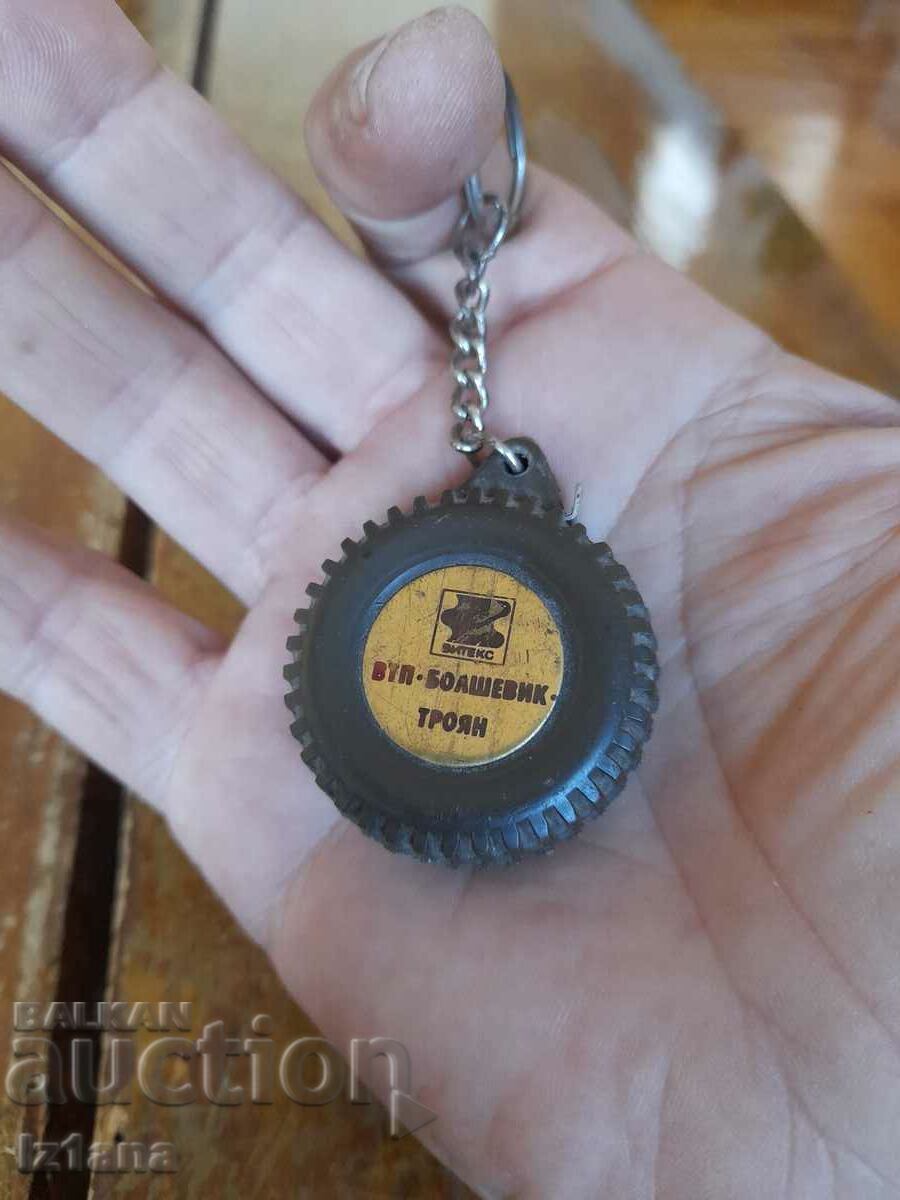 ВИТЕКС
ВТП·БОЛШЕВИК·
ТРОЯН
BALKAN
auction
Iz1ana